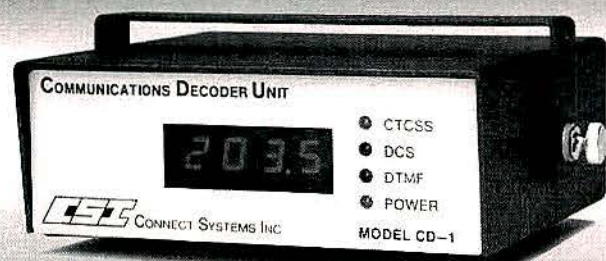 COMMUNICATIONS DECODER UNIT
203.5
CTCSS
DCS
DTMF
POWER
CSI CONNECT SYSTEMS INC
MODEL CD-1